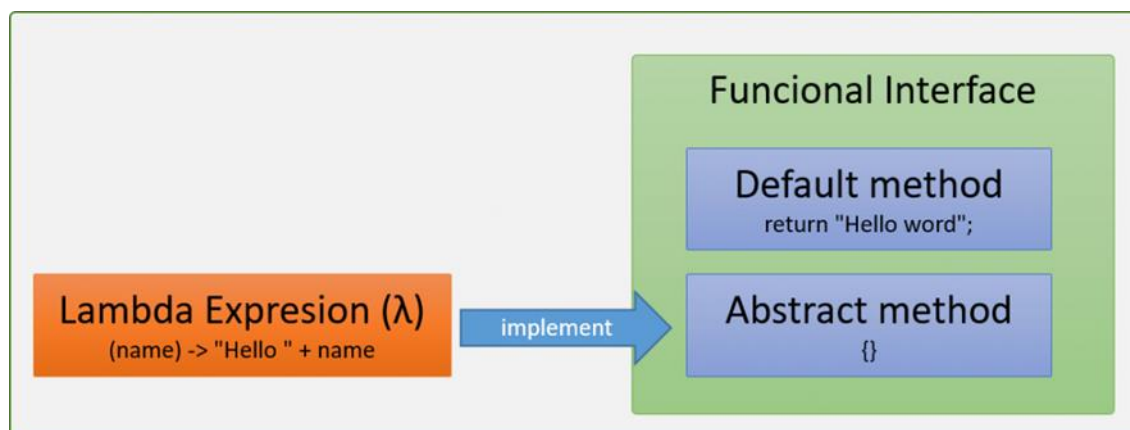 Funcional Interface
Default method
return "Hello word";
Lambda Expresion (λ)
(name) -> "Hello " + name
implement
Abstract method
{}